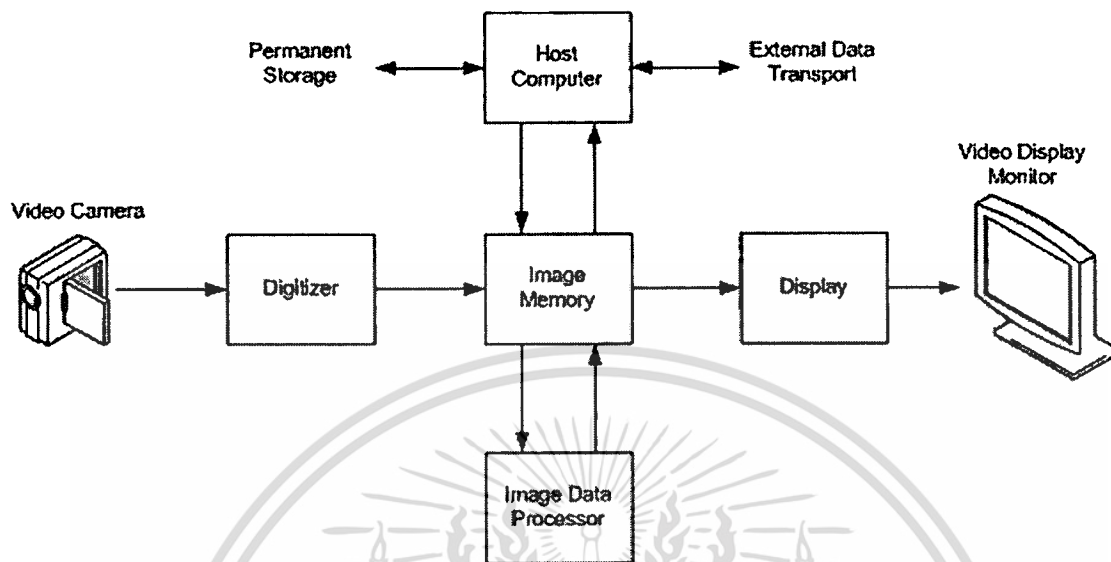 Permanent
Storage
Host
Computer
External Data
Transport
Video Display
Monitor
Video Camera
Digitizer
Image
Memory
Display
Image Data
Processor